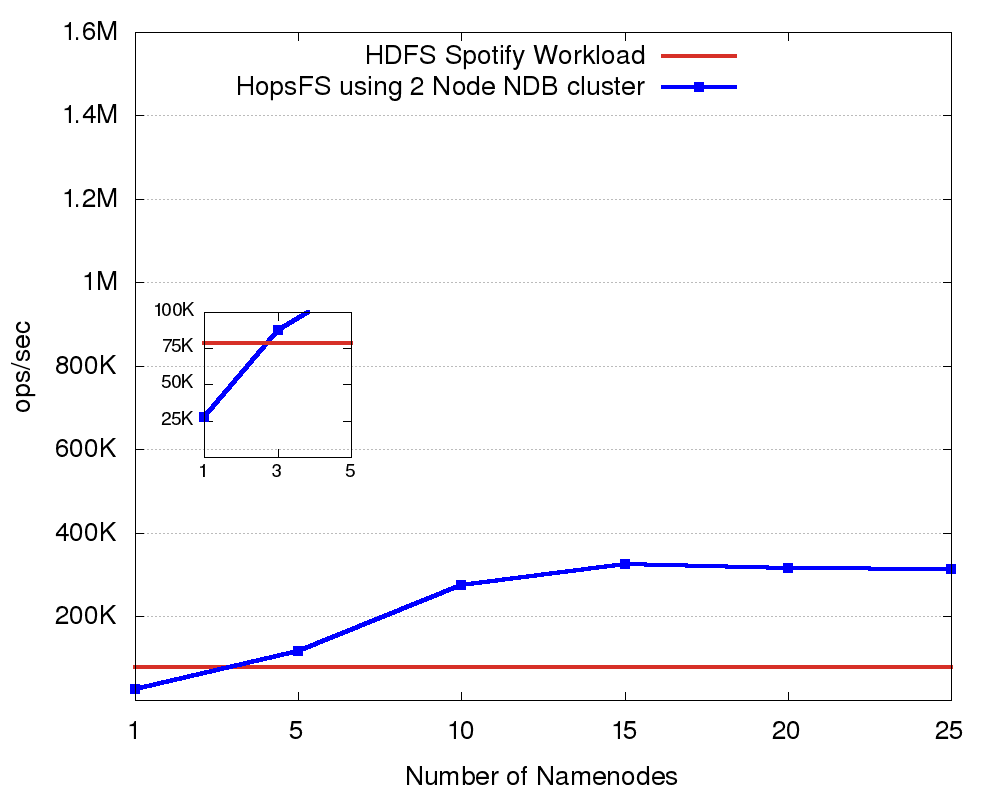 1.6M
HDFS Spotify Workload
HopsFS using 2 Node NDB cluster
1.4M
1.2M
1M
800K
600K
400K
200K
ops/sec
100K
75K
50K
25K
1 3 5
1 5 10 15 20 25
Number of Namenodes